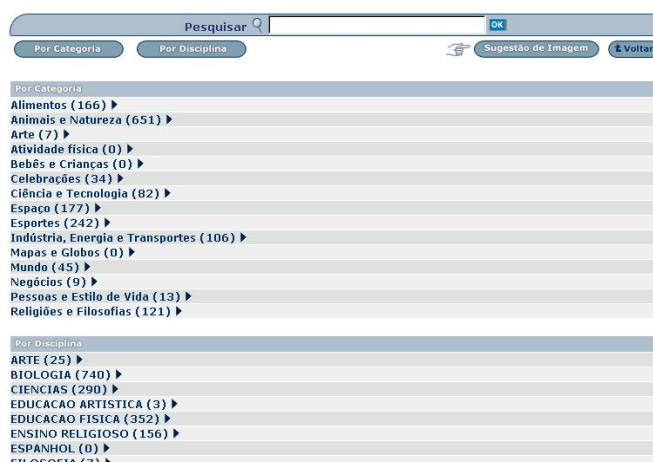 Pesquisar OK
Por Categoria Por Disciplina Sugestão de Imagem Voltar
Por Categoria
Alimentos (166)
Animais e Natureza (651)
Arte (7)
Atividade física (0)
Bebês e Crianças (0)
Celebrações (34)
Ciência e Tecnologia (82)
Espaço (177)
Esportes (242)
Indústria, Energia e Transportes (106)
Mapas e Globos (0)
Mundo (45)
Negócios (9)
Pessoas e Estilo de Vida (13)
Religiões e Filosofias (121)
Por Disciplina
ARTE (25)
BIOLOGIA (740)
CIENCIAS (290)
EDUCACAO ARTISTICA (3)
EDUCACAO FISICA (352)
ENSINO RELIGIOSO (156)
ESPANHOL (0)